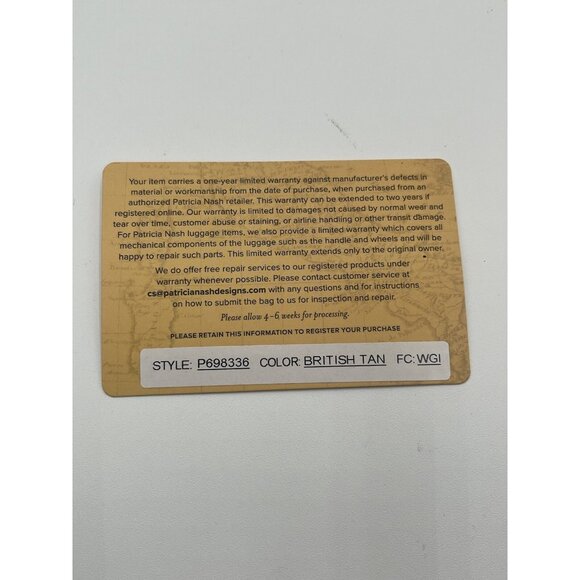 Your item carries a one-year limited warranty against manufacturer's defects in
material or workmanship from the date of purchase, when purchased from an
authorized Patricia Nash retailer. This warranty can be extended to two years if
registered online. Our warranty is limited to damages not caused by normal wear and
tear over time, customer abuse or staining, or airline handling or other transit damage.
For Patricia Nash luggage items, we also provide a limited warranty which covers all
mechanical components of the luggage such as the handle and wheels and will be
happy to repair such parts. This limited warranty extends only to the original owner.
We do offer free repair services to our registered products under
warranty whenever possible. Please contact customer service at
cs@patricianashdesigns.com with any questions and for instructions
on how to submit the bag to us for inspection and repair.
Please allow 4–6 weeks for processing.
PLEASE RETAIN THIS INFORMATION TO REGISTER YOUR PURCHASE
STYLE: P698336 COLOR: BRITISH TAN FC: WGI